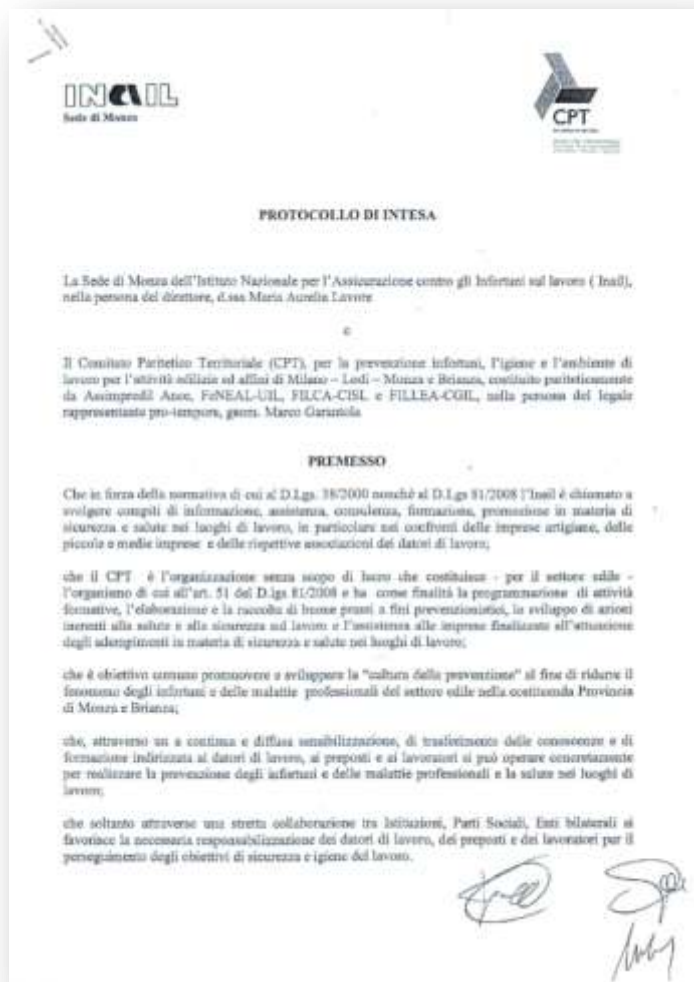 INAIL
Sede di Monza
CPT
PROTOCOLLO DI INTESA
La Sede di Monza dell'Istituto Nazionale per l'Assicurazione contro gli Infortuni sul lavoro ( Inail),
nella persona del direttore, d.ssa Maria Aurelia Lavore
e
Il Comitato Paritetico Territoriale (CPT), per la prevenzione infortuni, l'igiene e l'ambiente di
lavoro per l'attività edilizia ed affini di Milano – Lodi – Monza e Brianza, costituito pariteticamente
da Assimpredil Ance, FeNEAL-UIL, FILCA-CISL e FILLEA-CGIL, nella persona del legale
rappresentante pro-tempore, geom. Marco Garantola
PREMESSO
Che in forza della normativa di cui al D.Lgs. 38/2000 nonché al D.Lgs 81/2008 l'Inail è chiamato a
svolgere compiti di informazione, assistenza, consulenza, formazione, promozione in materia di
sicurezza e salute nei luoghi di lavoro, in particolare nei confronti delle imprese artigiane, delle
piccole e medie imprese e delle rispettive associazioni dei datori di lavoro;
che il CPT è l'organizzazione senza scopo di lucro che costituisce - per il settore edile -
l'organismo di cui all'art. 51 del D.lgs 81/2008 e ha come finalità la programmazione di attività
formative, l'elaborazione e la raccolta di buone prassi a fini prevenzionistici, lo sviluppo di azioni
inerenti alla salute e alla sicurezza sul lavoro e l'assistenza alle imprese finalizzata all'attuazione
degli adempimenti in materia di sicurezza e salute nei luoghi di lavoro;
che è obiettivo comune promuovere e sviluppare la "cultura della prevenzione" al fine di ridurre il
fenomeno degli infortuni e delle malattie professionali del settore edile nella costituenda Provincia
di Monza e Brianza;
che, attraverso un a continua e diffusa sensibilizzazione, di trasferimento delle conoscenze e di
formazione indirizzata ai datori di lavoro, ai preposti e ai lavoratori si può operare concretamente
per realizzare la prevenzione degli infortuni e delle malattie professionali e la salute nei luoghi di
lavoro;
che soltanto attraverso una stretta collaborazione tra Istituzioni, Parti Sociali, Enti bilaterali si
favorisce la necessaria responsabilizzazione dei datori di lavoro, dei preposti e dei lavoratori per il
perseguimento degli obiettivi di sicurezza e igiene del lavoro.